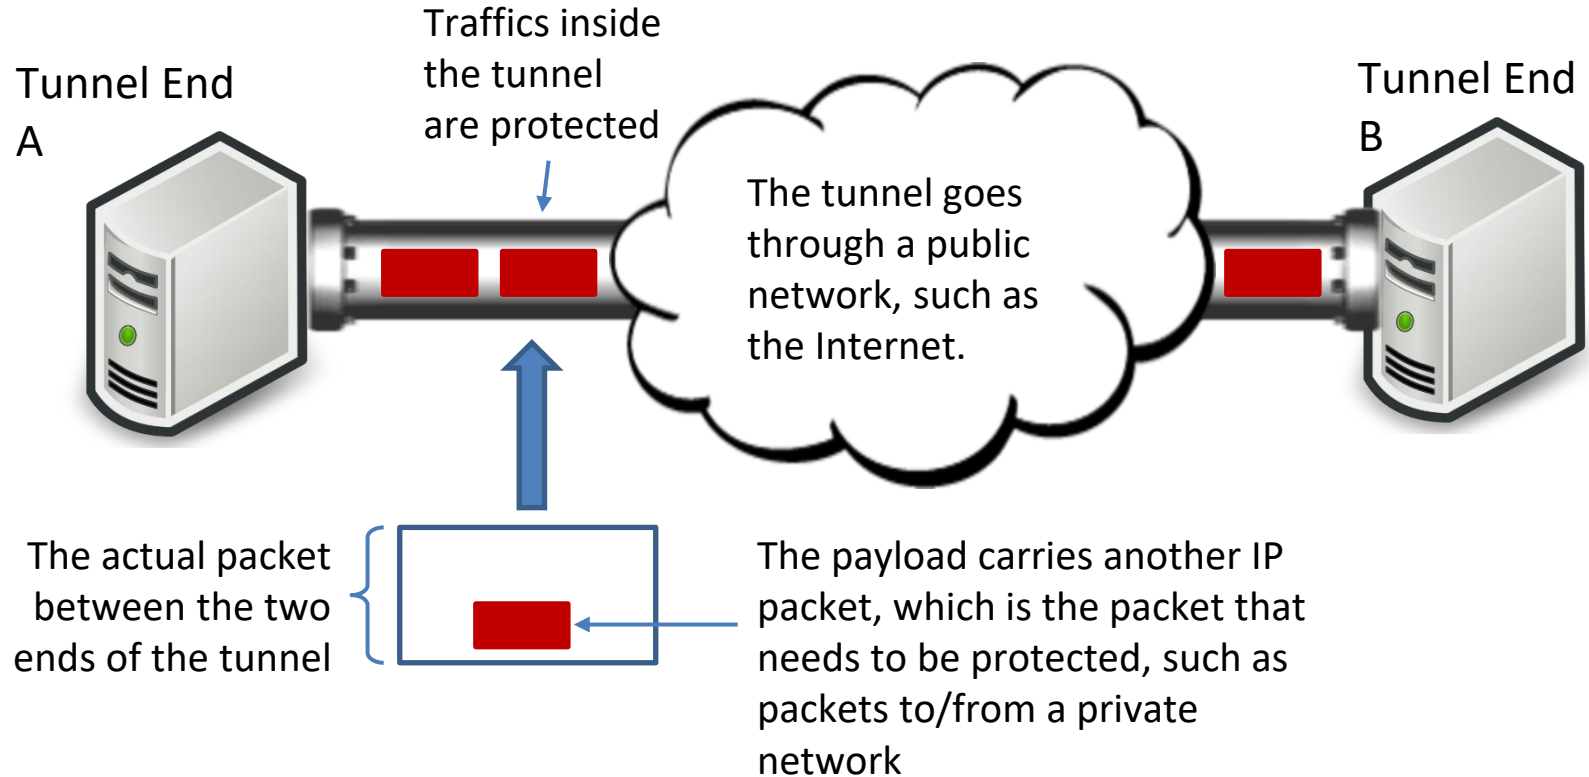 Traffics inside
the tunnel
are protected
Tunnel End
A
Tunnel End
B
The tunnel goes
through a public
network, such as
the Internet.
The actual packet
between the two
ends of the tunnel
The payload carries another IP
packet, which is the packet that
needs to be protected, such as
packets to/from a private
network